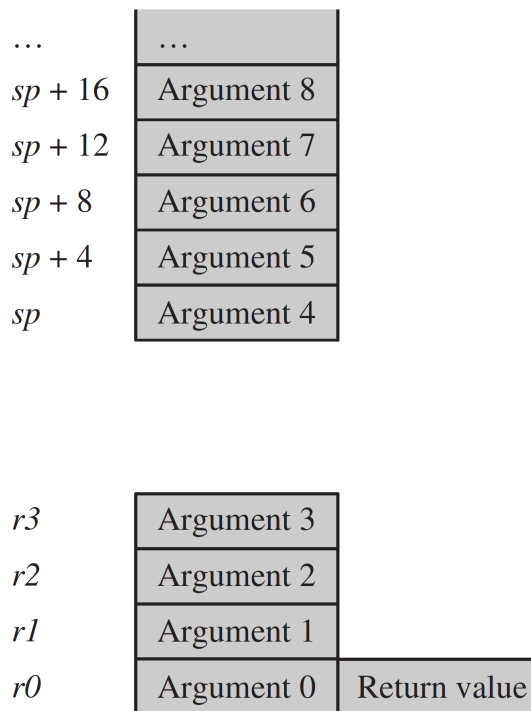 … …
sp + 16 Argument 8
sp + 12 Argument 7
sp + 8 Argument 6
sp + 4 Argument 5
sp Argument 4
r3 Argument 3
r2 Argument 2
r1 Argument 1
r0 Argument 0 Return value